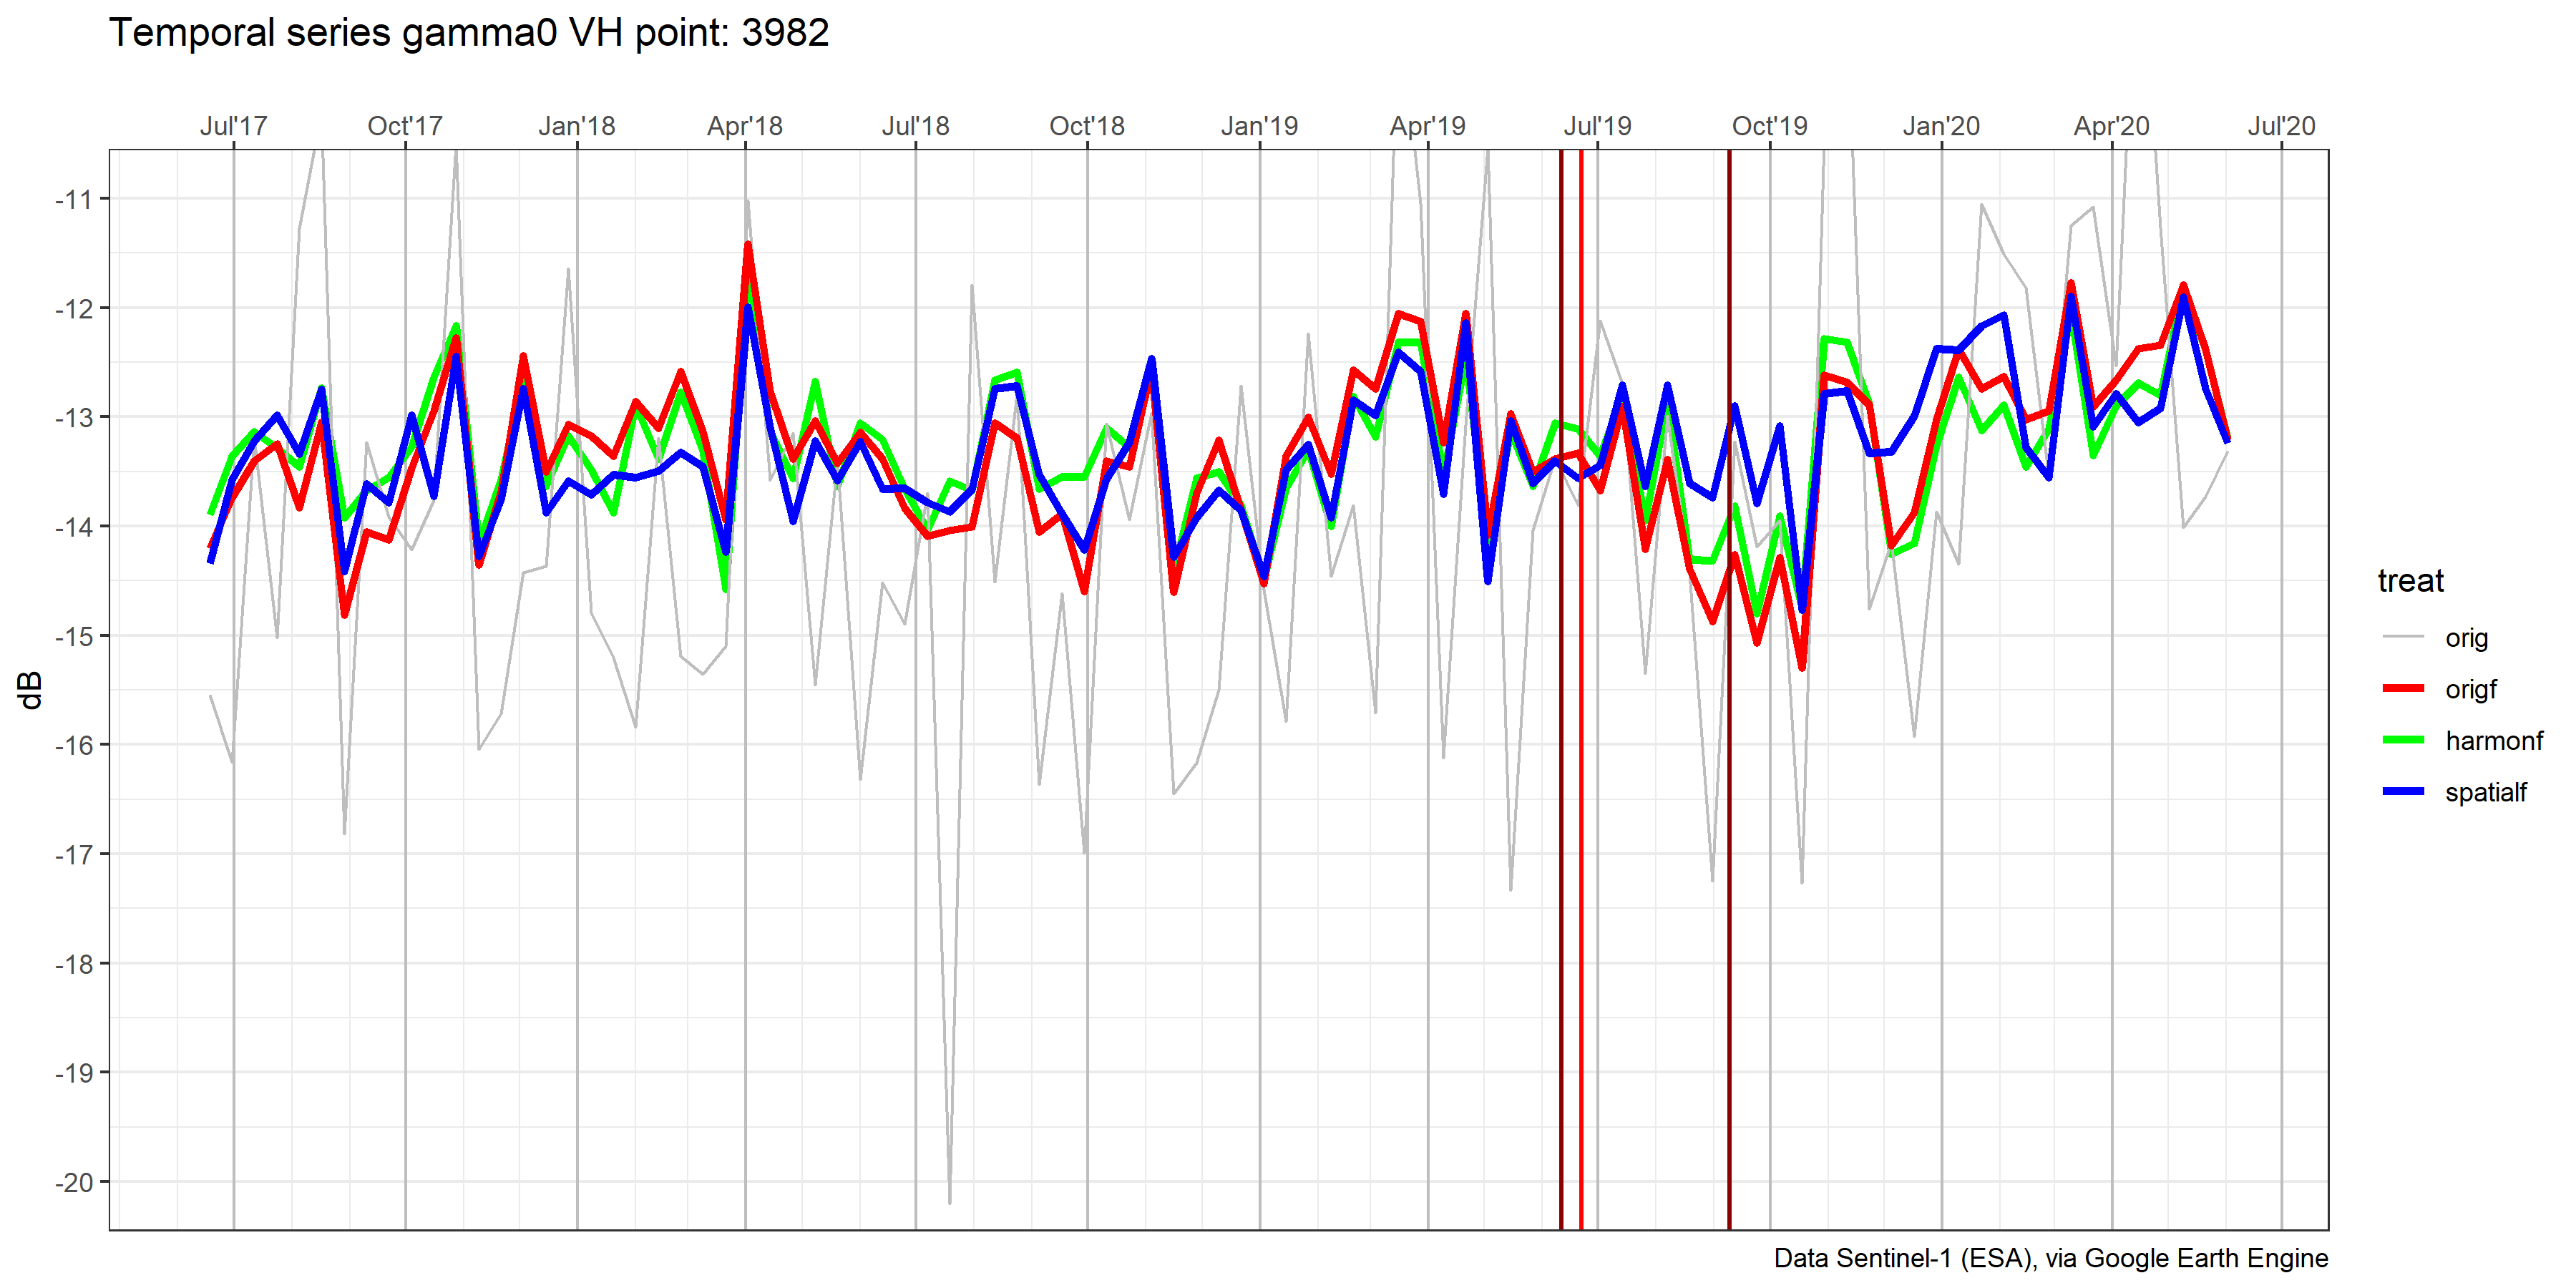 Temporal series gamma0 VH point: 3982
Jul'17 Oct'17 Jan'18 Apr'18 Jul'18 Oct'18 Jan'19 Apr'19 Jul'19 Oct'19 Jan'20 Apr'20 Jul'20
-11
-12
-13
-14
-15
-16
-17
-18
-19
-20
dB
treat
orig
origf
harmonf
spatialf
Data Sentinel-1 (ESA), via Google Earth Engine